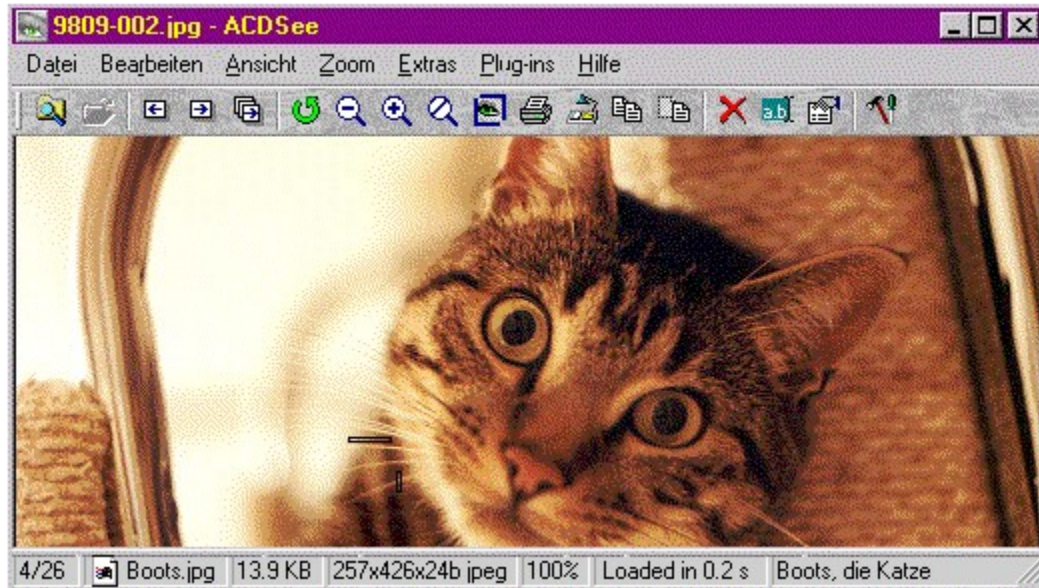 9809-002.jpg - ACDSee
Datei Bearbeiten Ansicht Zoom Extras Plug-ins Hilfe
a.b
4/26 Boots.jpg 13.9 KB 257x426x24b jpeg 100% Loaded in 0.2 s Boots, die Katze